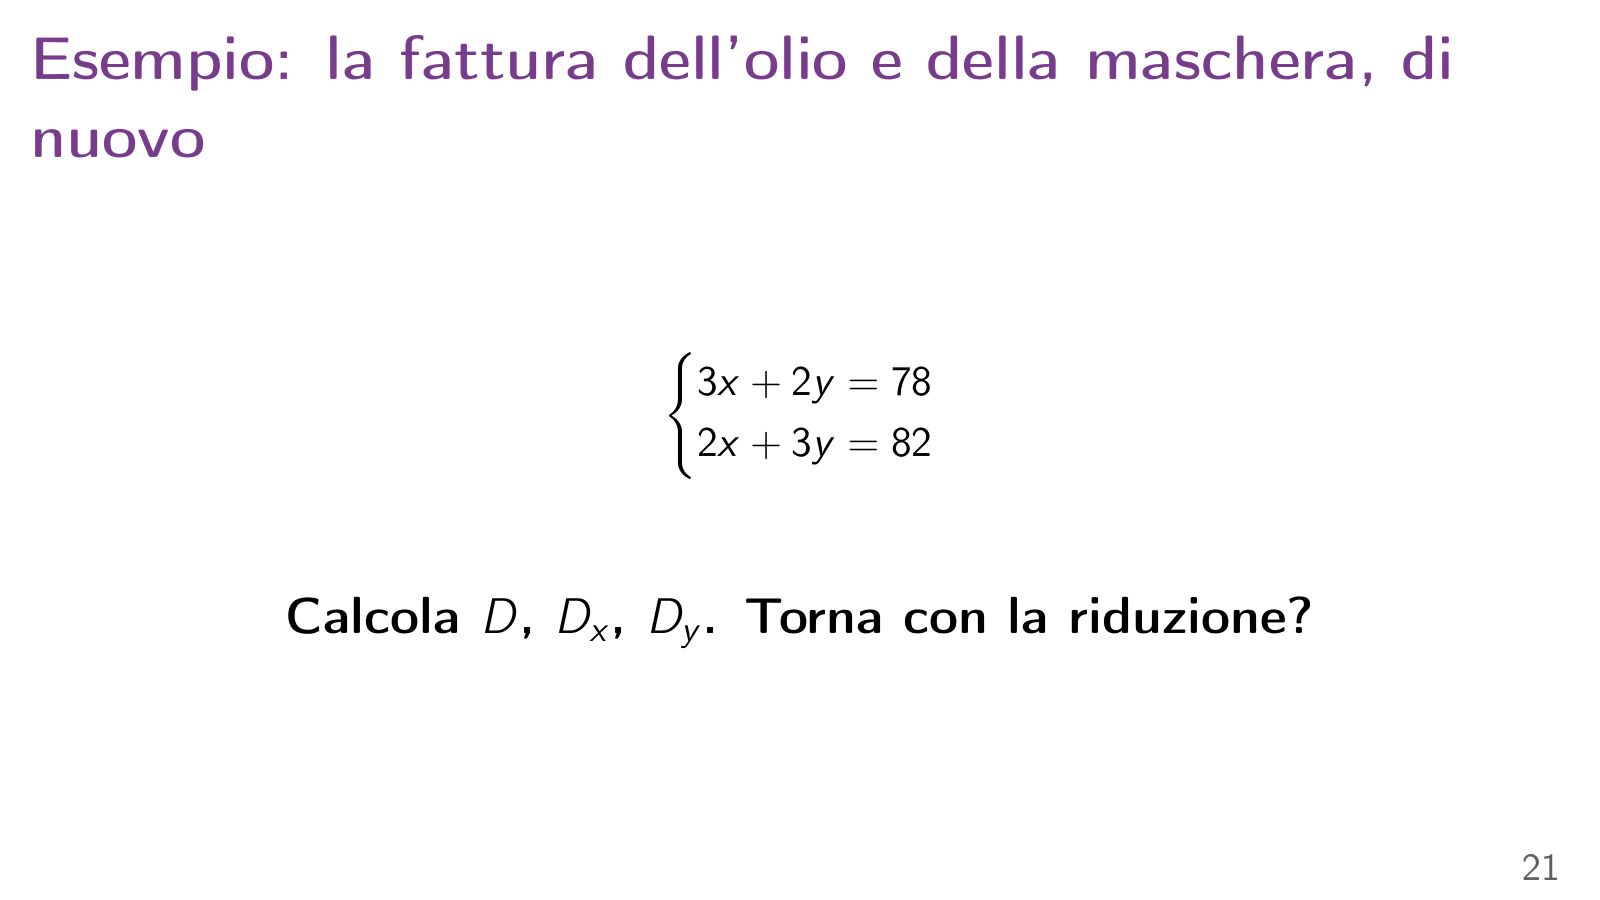 Esempio: la fattura dell'olio e della maschera, di
nuovo
3x + 2y = 78
2x + 3y = 82
Calcola D, Dx, Dy. Torna con la riduzione?
21